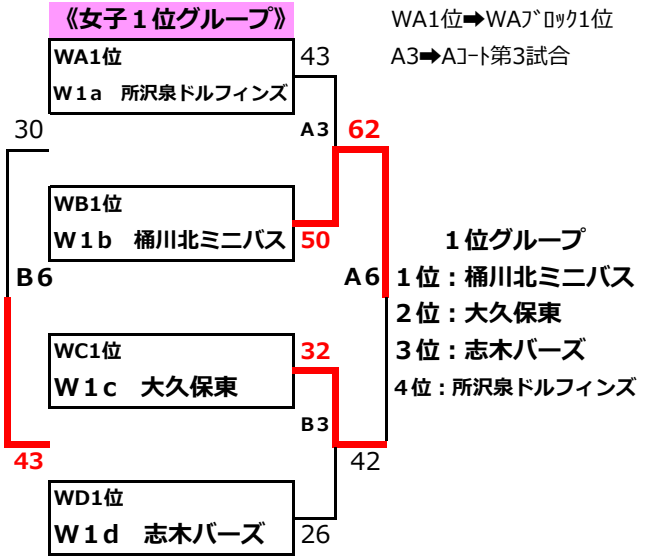 《女子１位グループ》
WA1位➡WAﾌﾞﾛｯｸ1位
A3➡Aｺｰﾄ第3試合
WA1位
W１a　所沢泉ドルフィンズ
43
A３
62
30
WB1位
W１b　桶川北ミニバス
50
B６
A６
１位グループ
１位：桶川北ミニバス
２位：大久保東
３位：志木バーズ
４位：所沢泉ドルフィンズ
WC1位
W１c　大久保東
32
B３
43
42
WD1位
W１d　志木バーズ
26